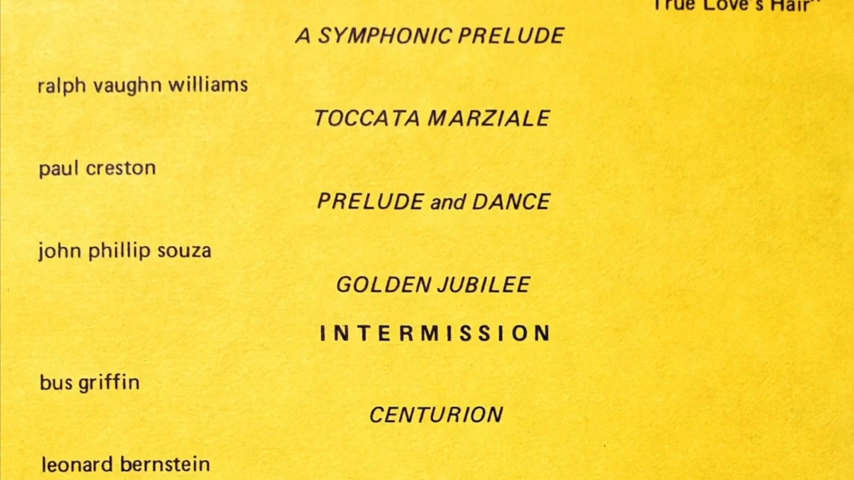 True Love's Hair"
A SYMPHONIC PRELUDE
ralph vaughn williams
TOCCATA MARZIALE
paul creston
PRELUDE and DANCE
john phillip souza
GOLDEN JUBILEE
INTERMISSION
bus griffin
CENTURION
leonard bernstein